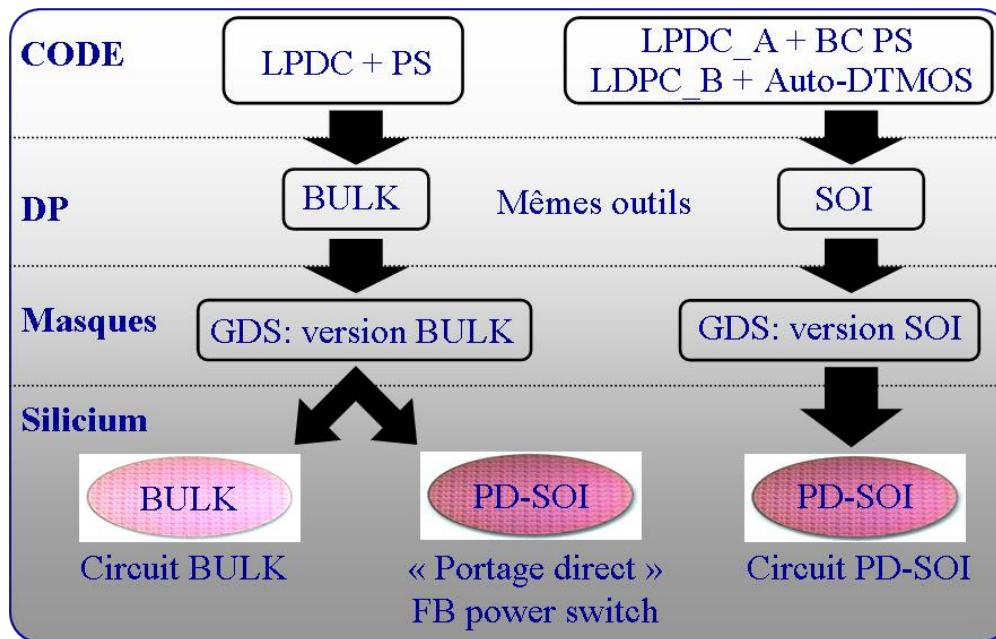 CODE
LPDC + PS
LPDC_A + BC PS
LDPC_B + Auto-DTMOS
DP
BULK
Mêmes outils
SOI
Masques
GDS: version BULK
GDS: version SOI
Silicium
BULK
PD-SOI
PD-SOI
Circuit BULK
« Portage direct »
FB power switch
Circuit PD-SOI